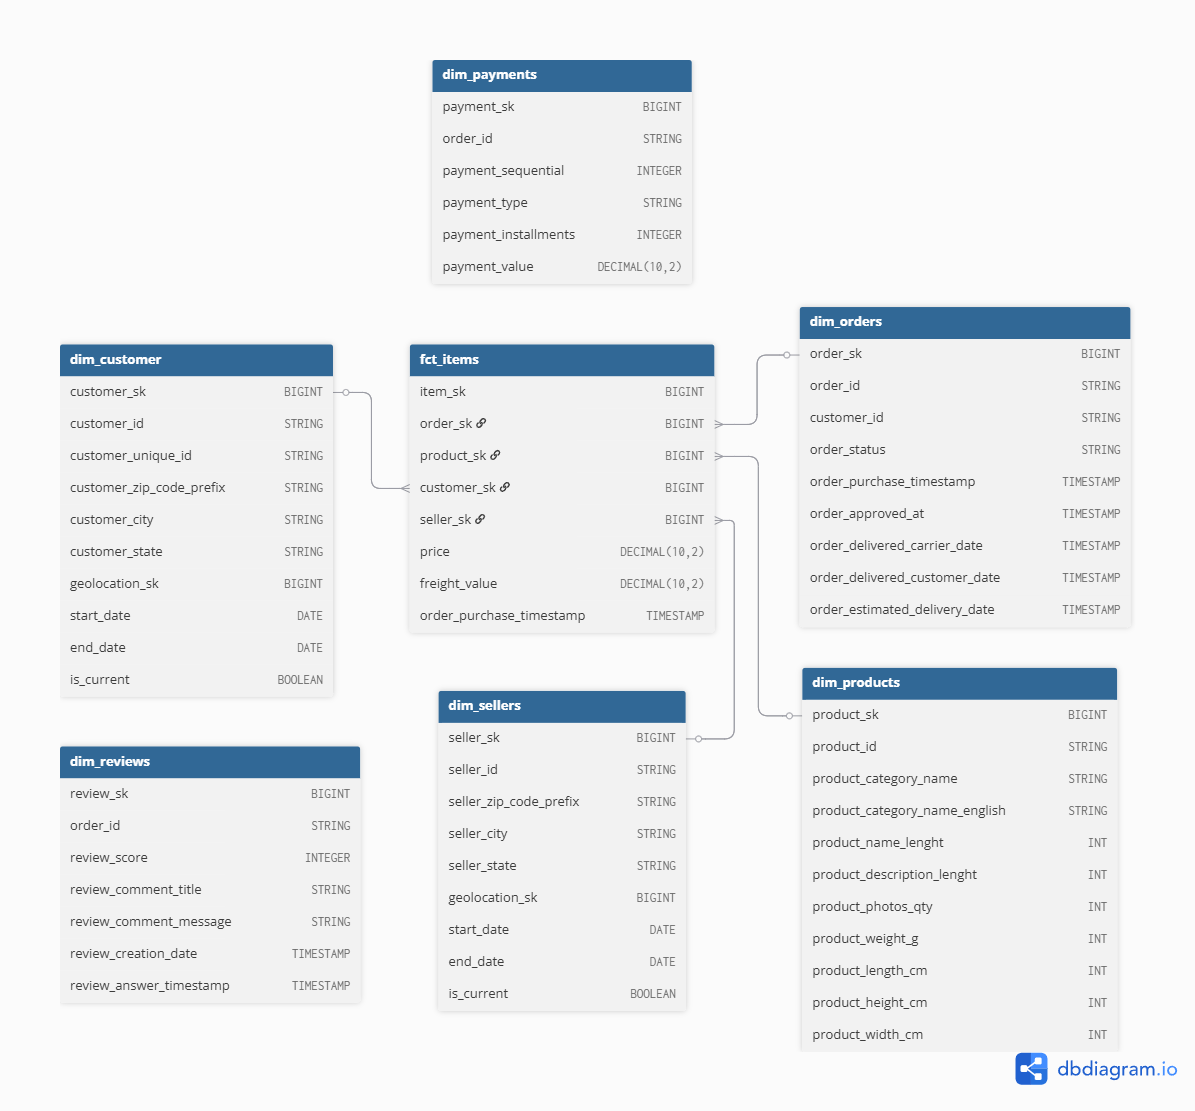 dim_payments
payment_sk BIGINT
order_id STRING
payment_sequential INTEGER
payment_type STRING
payment_installments INTEGER
payment_value DECIMAL(10,2)
dim_customer
customer_sk BIGINT
customer_id STRING
customer_unique_id STRING
customer_zip_code_prefix STRING
customer_city STRING
customer_state STRING
geolocation_sk BIGINT
start_date DATE
end_date DATE
is_current BOOLEAN
fct_items
item_sk BIGINT
order_sk BIGINT
product_sk BIGINT
customer_sk BIGINT
seller_sk BIGINT
price DECIMAL(10,2)
freight_value DECIMAL(10,2)
order_purchase_timestamp TIMESTAMP
dim_orders
order_sk BIGINT
order_id STRING
customer_id STRING
order_status STRING
order_purchase_timestamp TIMESTAMP
order_approved_at TIMESTAMP
order_delivered_carrier_date TIMESTAMP
order_delivered_customer_date TIMESTAMP
order_estimated_delivery_date TIMESTAMP
dim_reviews
review_sk BIGINT
order_id STRING
review_score INTEGER
review_comment_title STRING
review_comment_message STRING
review_creation_date TIMESTAMP
review_answer_timestamp TIMESTAMP
dim_sellers
seller_sk BIGINT
seller_id STRING
seller_zip_code_prefix STRING
seller_city STRING
seller_state STRING
geolocation_sk BIGINT
start_date DATE
end_date DATE
is_current BOOLEAN
dim_products
product_sk BIGINT
product_id STRING
product_category_name STRING
product_category_name_english STRING
product_name_lenght INT
product_description_lenght INT
product_photos_qty INT
product_weight_g INT
product_length_cm INT
product_height_cm INT
product_width_cm INT
dbdiagram.io